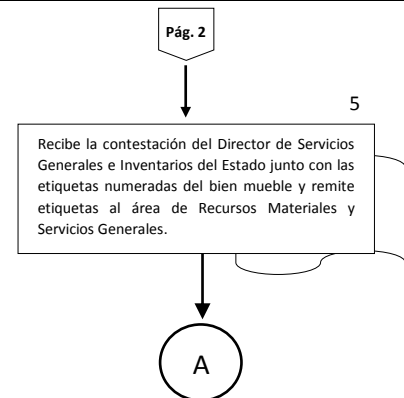 Pág. 2
5
Recibe la contestación del Director de Servicios
Generales e Inventarios del Estado junto con las
etiquetas numeradas del bien mueble y remite
etiquetas al área de Recursos Materiales y
Servicios Generales.
A